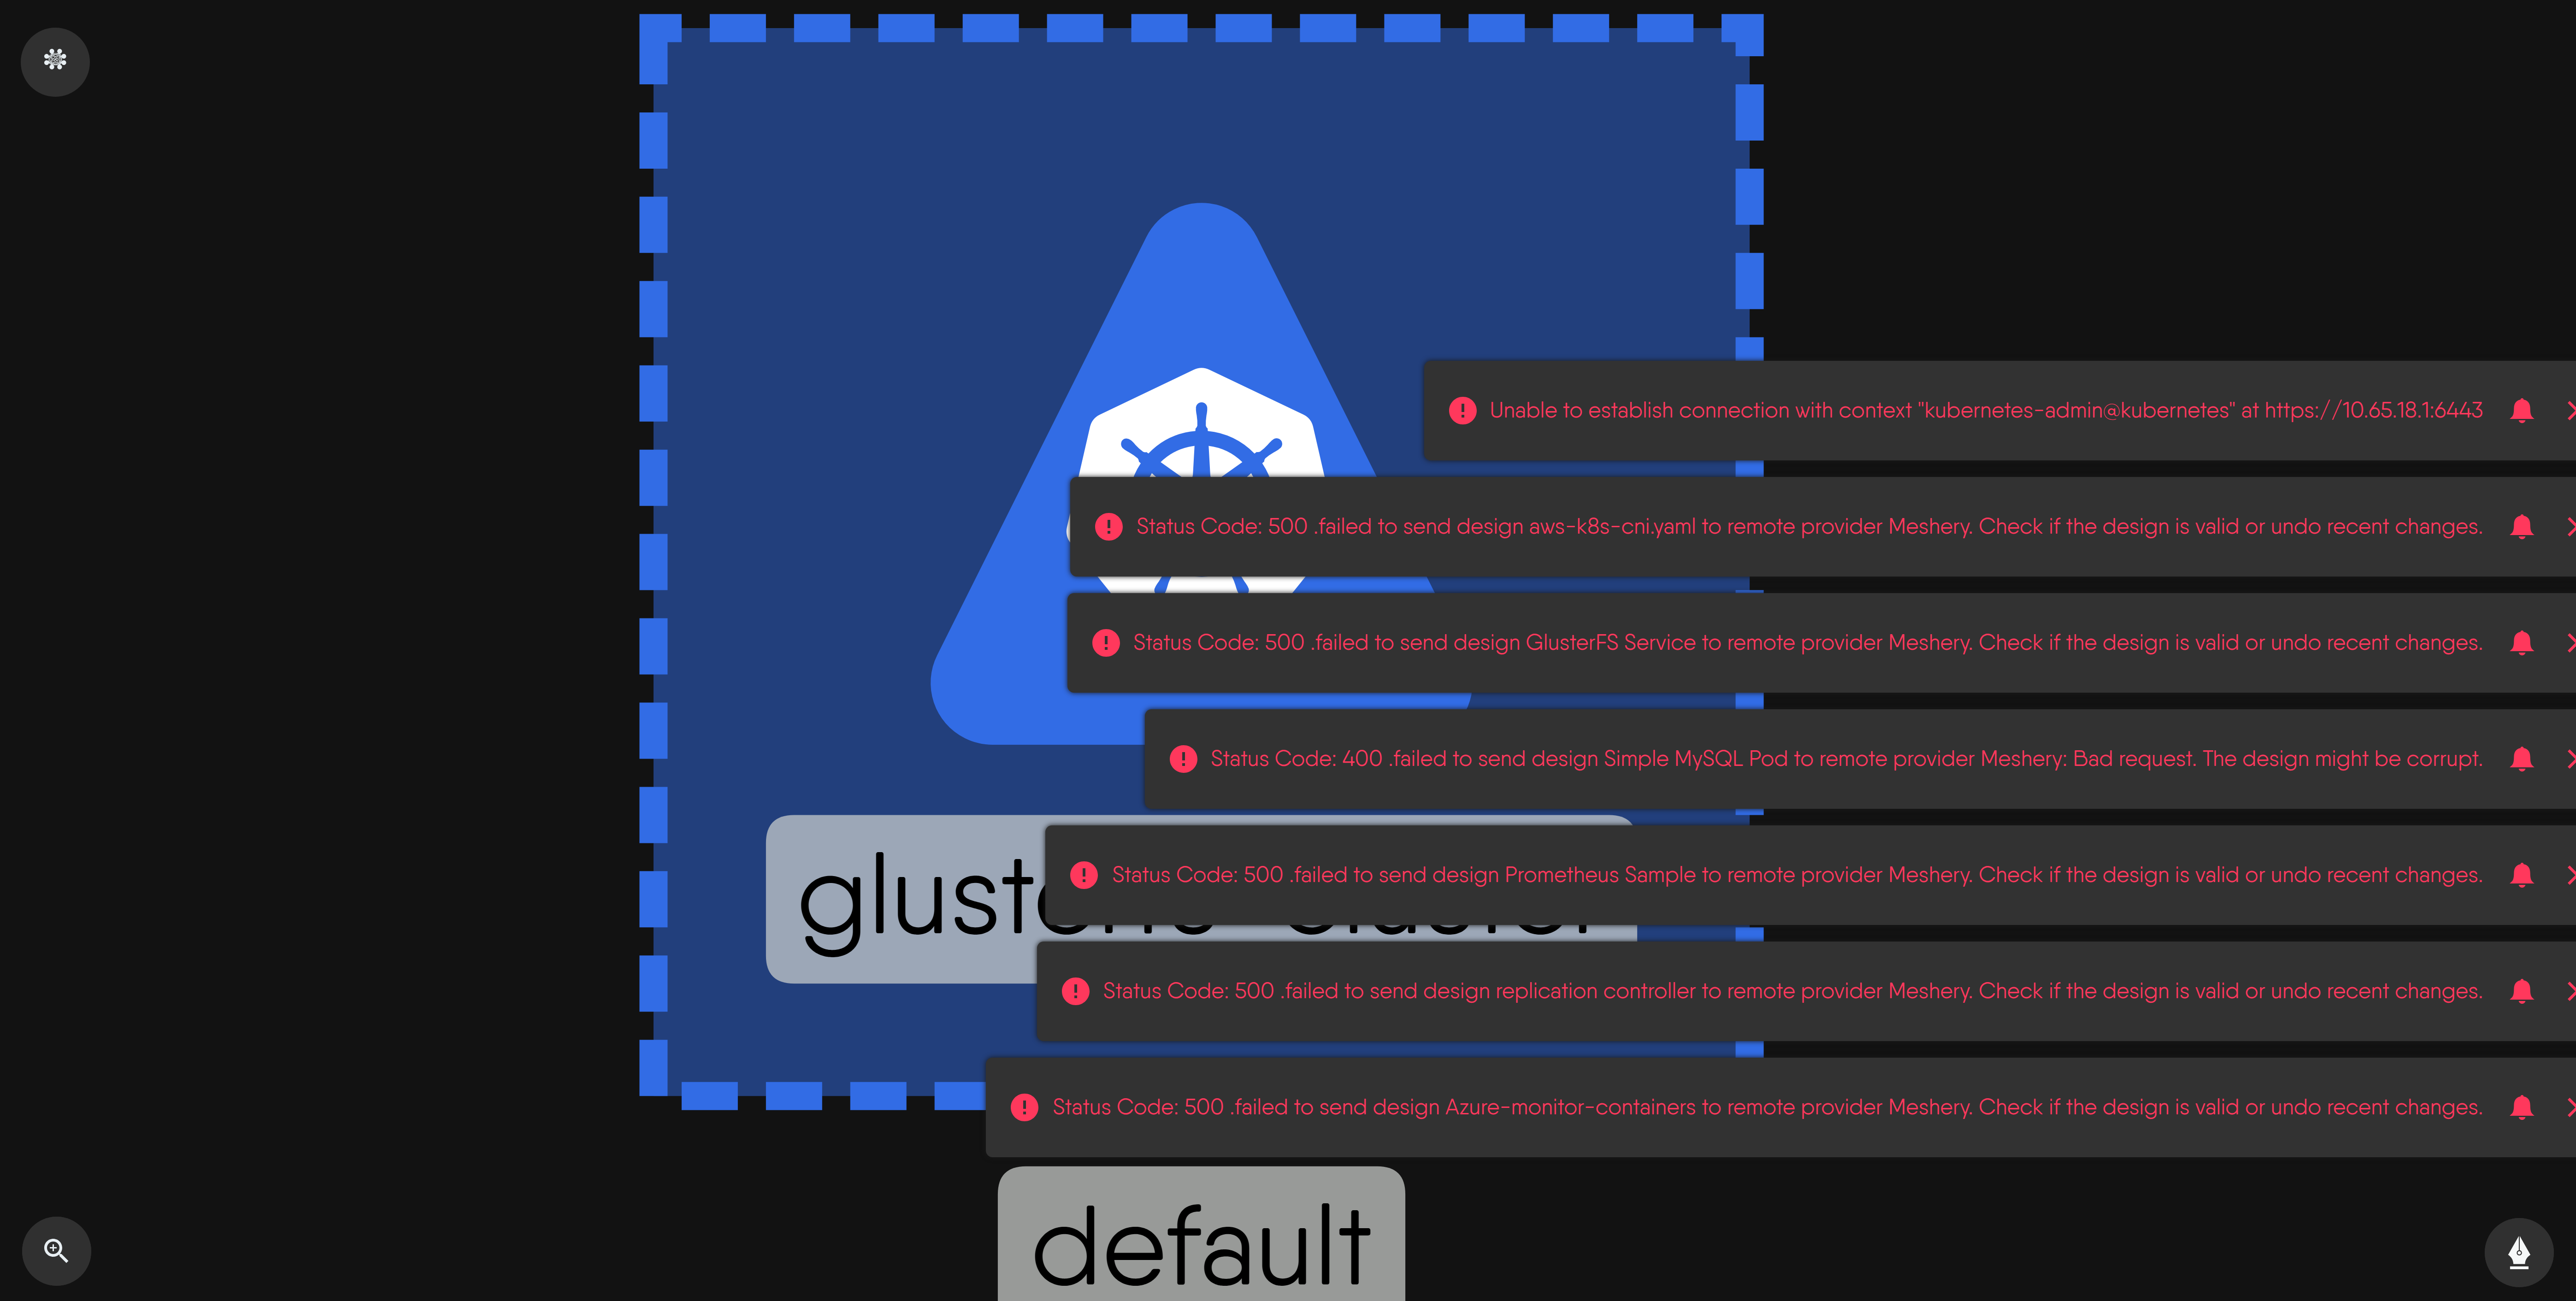 Unable to establish connection with context "kubernetes-admin@kubernetes" at https://10.65.18.1:6443
Status Code: 500 .failed to send design aws-k8s-cni.yaml to remote provider Meshery. Check if the design is valid or undo recent changes.
Status Code: 500 .failed to send design GlusterFS Service to remote provider Meshery. Check if the design is valid or undo recent changes.
Status Code: 400 .failed to send design Simple MySQL Pod to remote provider Meshery: Bad request. The design might be corrupt.
Status Code: 500 .failed to send design Prometheus Sample to remote provider Meshery. Check if the design is valid or undo recent changes.
Status Code: 500 .failed to send design replication controller to remote provider Meshery. Check if the design is valid or undo recent changes.
Status Code: 500 .failed to send design Azure-monitor-containers to remote provider Meshery. Check if the design is valid or undo recent changes.
default